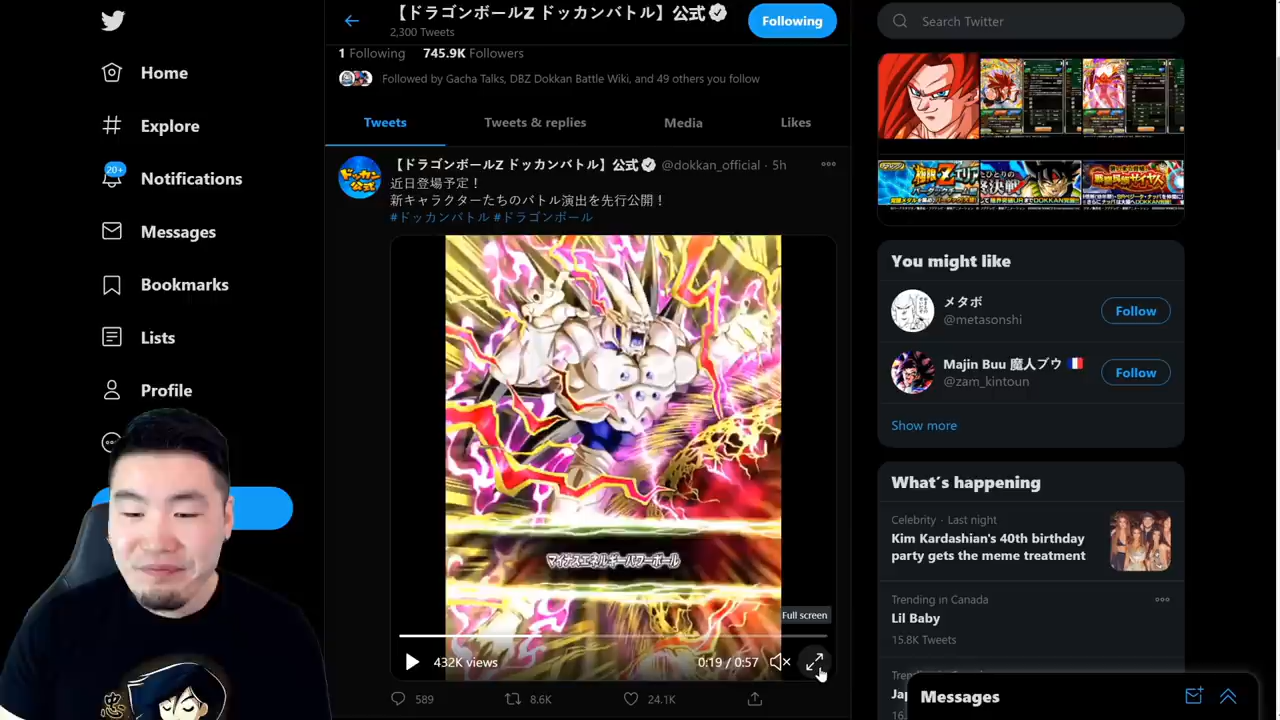 Home
Explore
20+
Notifications
Messages
Bookmarks
Lists
Profile
【ドラゴンボールZ ドッカンバトル】公式
2,300 Tweets
Following
1 Following 745.9K Followers
Followed by Gacha Talks, DBZ Dokkan Battle Wiki, and 49 others you follow
Tweets
Tweets & replies
Media
Likes
【ドラゴンボールZ ドッカンバトル】公式 @dokkan_official · 5h
近日登場予定！
新キャラクターたちのバトル演出を先行公開！
#ドッカンバトル #ドラゴンボール
マイナスエネルギーパワーボール
Full screen
432K views
0:19 / 0:57
589
8.6K
24.1K
Search Twitter
You might like
メタボ
@metasonshi
Follow
Majin Buu 魔人ブウ
@zam_kintoun
Follow
Show more
What's happening
Celebrity · Last night
Kim Kardashian's 40th birthday
party gets the meme treatment
Trending in Canada
Lil Baby
15.8K Tweets
Messages